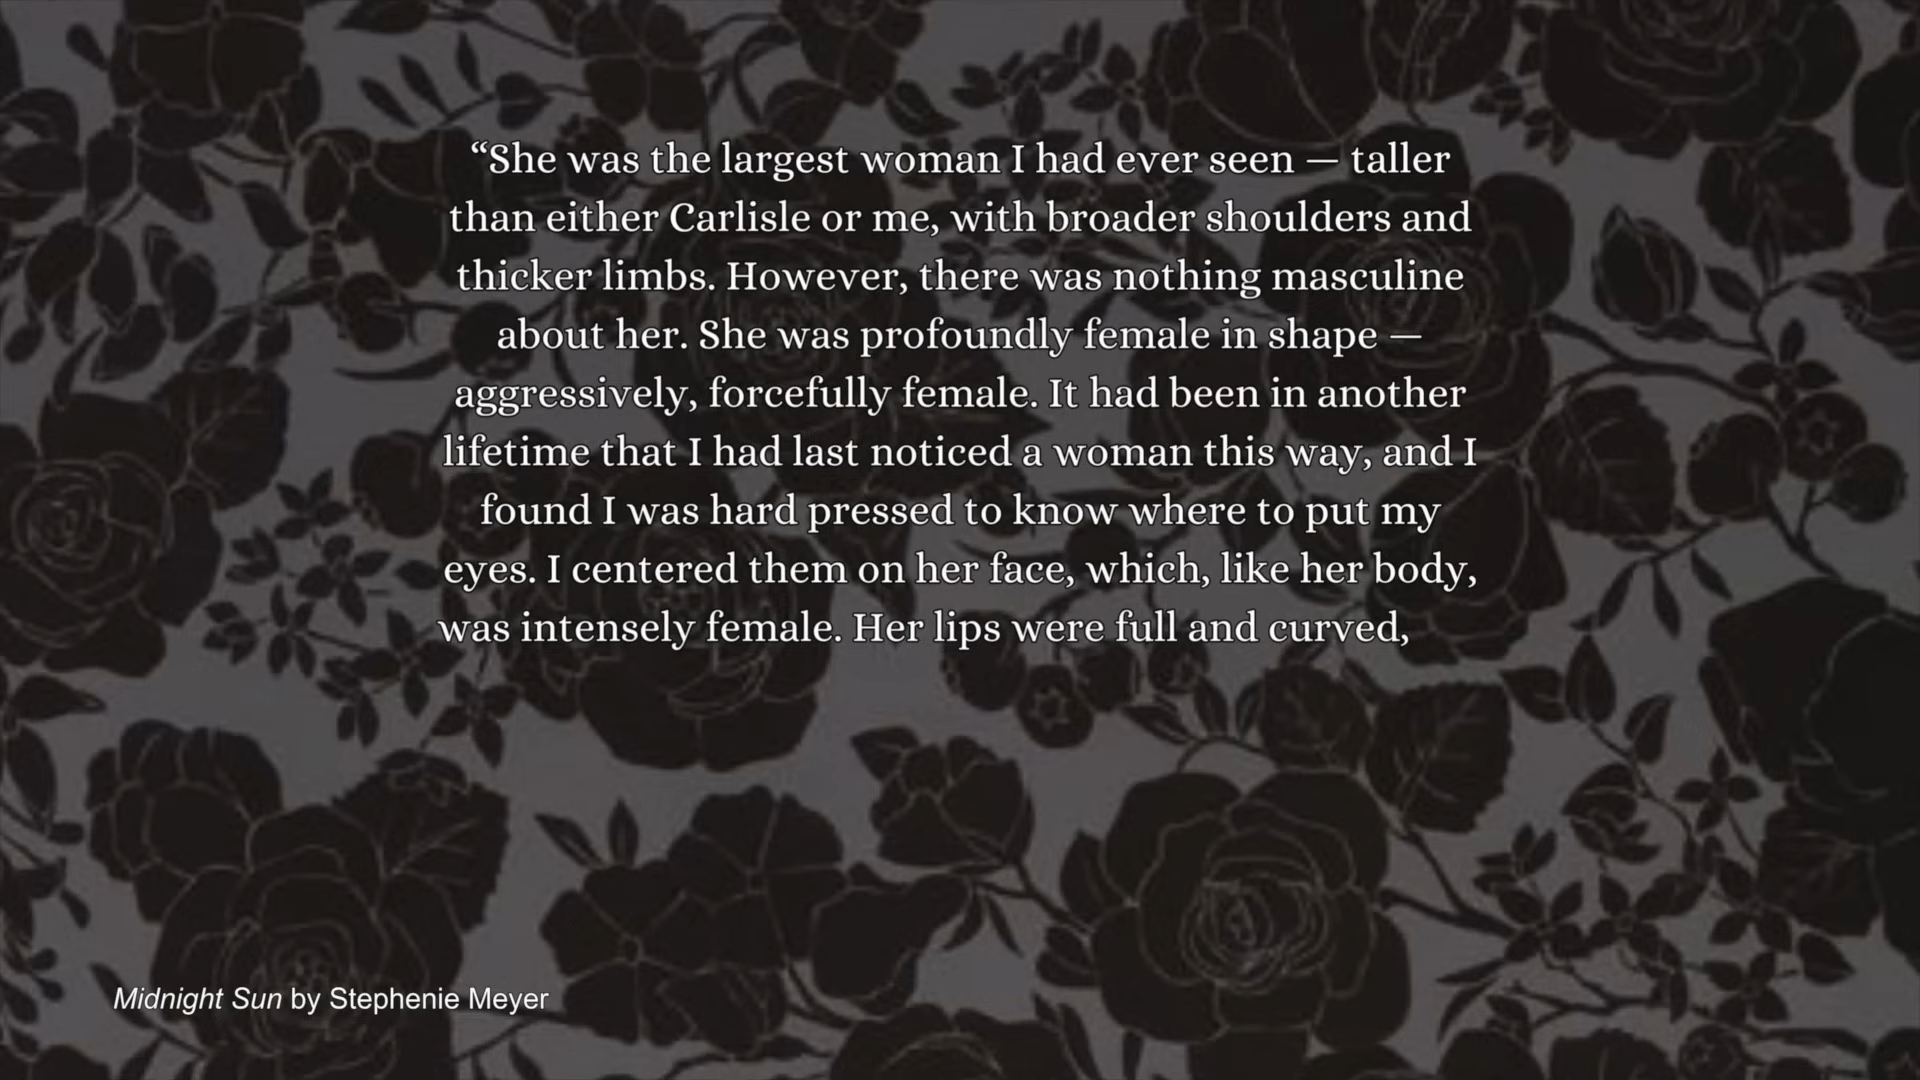 “She was the largest woman I had ever seen — taller
than either Carlisle or me, with broader shoulders and
thicker limbs. However, there was nothing masculine
about her. She was profoundly female in shape —
aggressively, forcefully female. It had been in another
lifetime that I had last noticed a woman this way, and I
found I was hard pressed to know where to put my
eyes. I centered them on her face, which, like her body,
was intensely female. Her lips were full and curved,
Midnight Sun by Stephenie Meyer